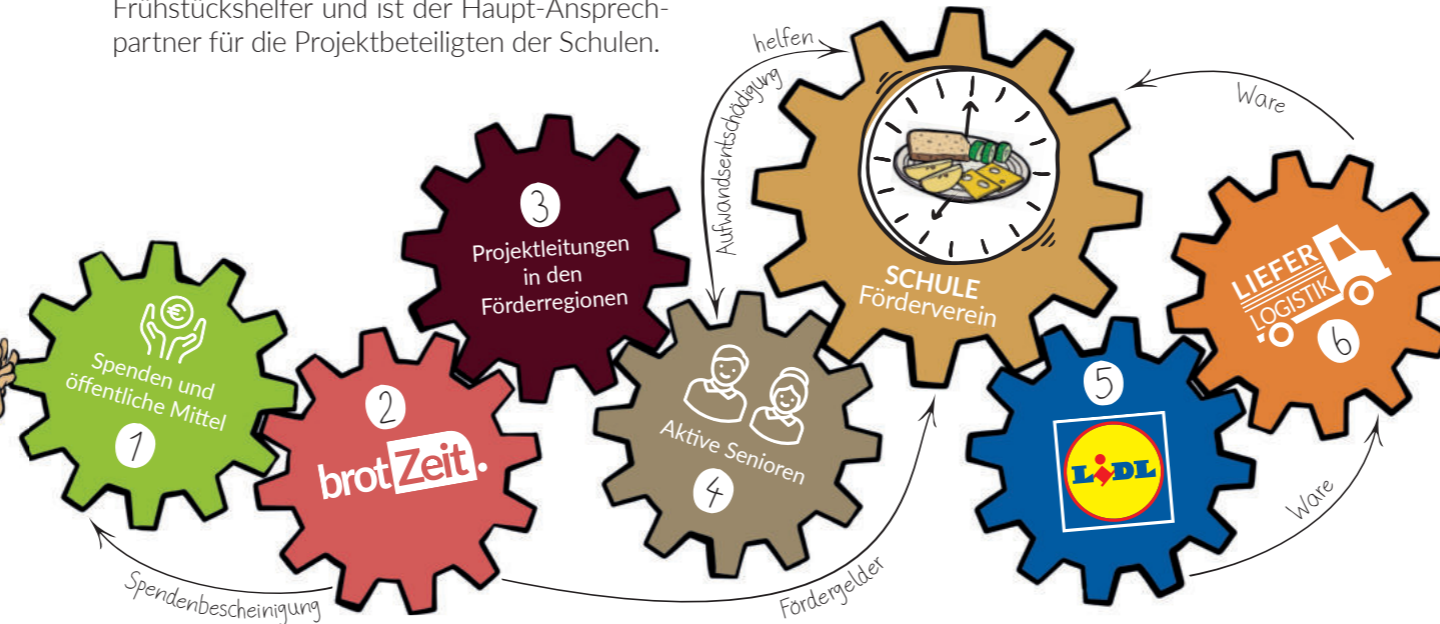 Frühstückshelfer und ist der Haupt-Ansprech-
partner für die Projektbeteiligten der Schulen.
helfen
Aufwandsentschädigung
Ware
3
Projektleitungen
in den
Förderregionen
SCHULE
Förderverein
LIEFER
LOGISTIK
6
Spenden und
öffentliche Mittel
1
2
brotZeit.
Aktive Senioren
4
5
LIDL
Ware
Spendenbescheinigung
Fördergelder